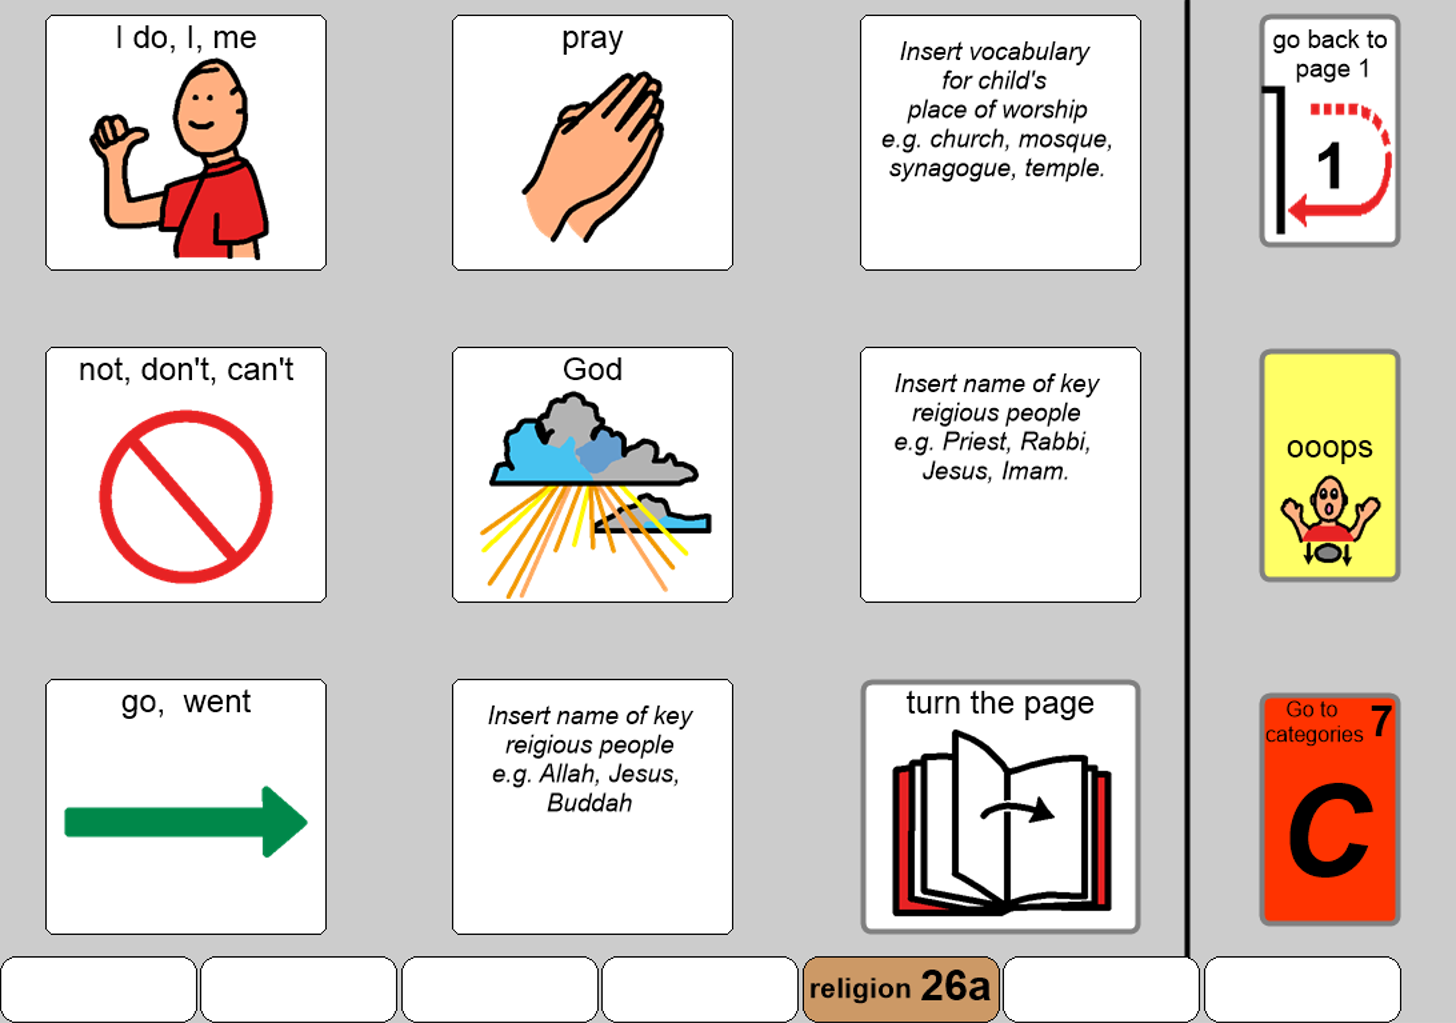 I do, I, me
pray
Insert vocabulary
for child's
place of worship
e.g. church, mosque,
synagogue, temple.
go back to
page 1
1
not, don't, can't
God
Insert name of key
reigious people
e.g. Priest, Rabbi,
Jesus, Imam.
ooops
go,  went
Insert name of key
reigious people
e.g. Allah, Jesus,
Buddah
turn the page
Go to
categories 7
C
religion 26a